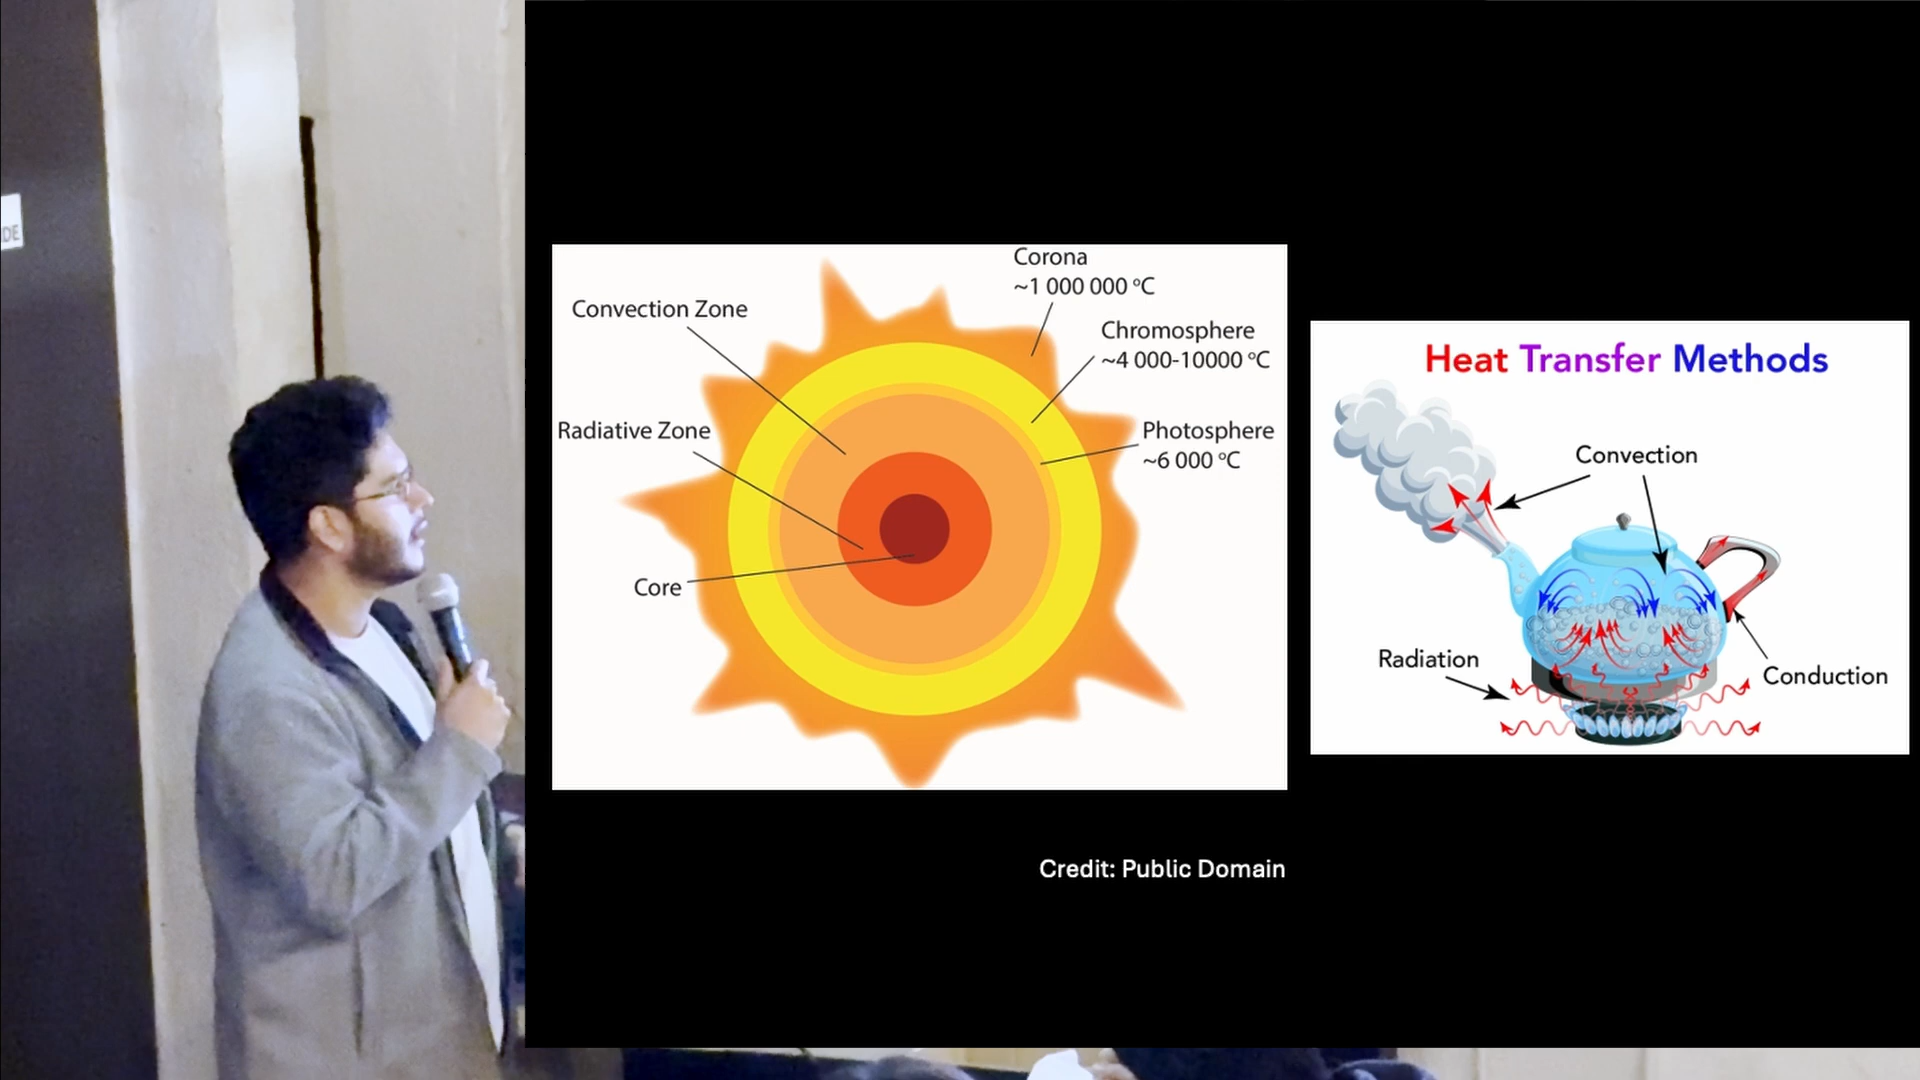 DE
Corona
~1 000 000 °C
Convection Zone
Chromosphere
~4 000-10000 °C
Radiative Zone
Photosphere
~6 000 °C
Core
Heat Transfer Methods
Convection
Radiation
Conduction
Credit: Public Domain